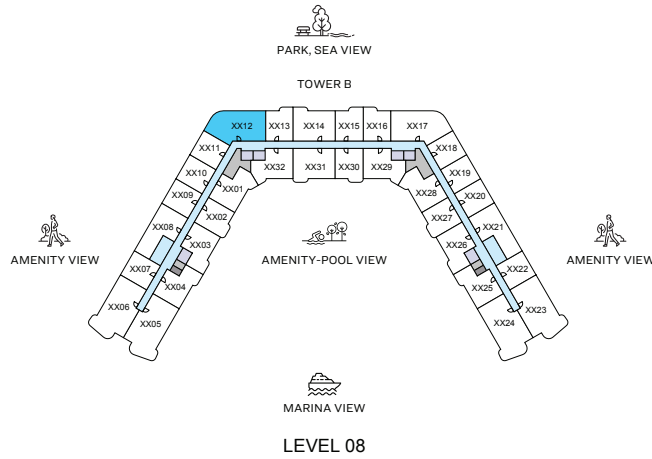 PARK, SEA VIEW
TOWER B
XX12
XX13
XX14
XX15
XX16
XX17
XX11
XX18
XX10
XX01
XX32
XX31
XX30
XX29
XX28
XX19
XX09
XX02
XX27
XX20
XX08
XX03
XX26
XX21
AMENITY VIEW
AMENITY-POOL VIEW
AMENITY VIEW
XX07
XX04
XX25
XX22
XX06
XX05
XX24
XX23
MARINA VIEW
LEVEL 08